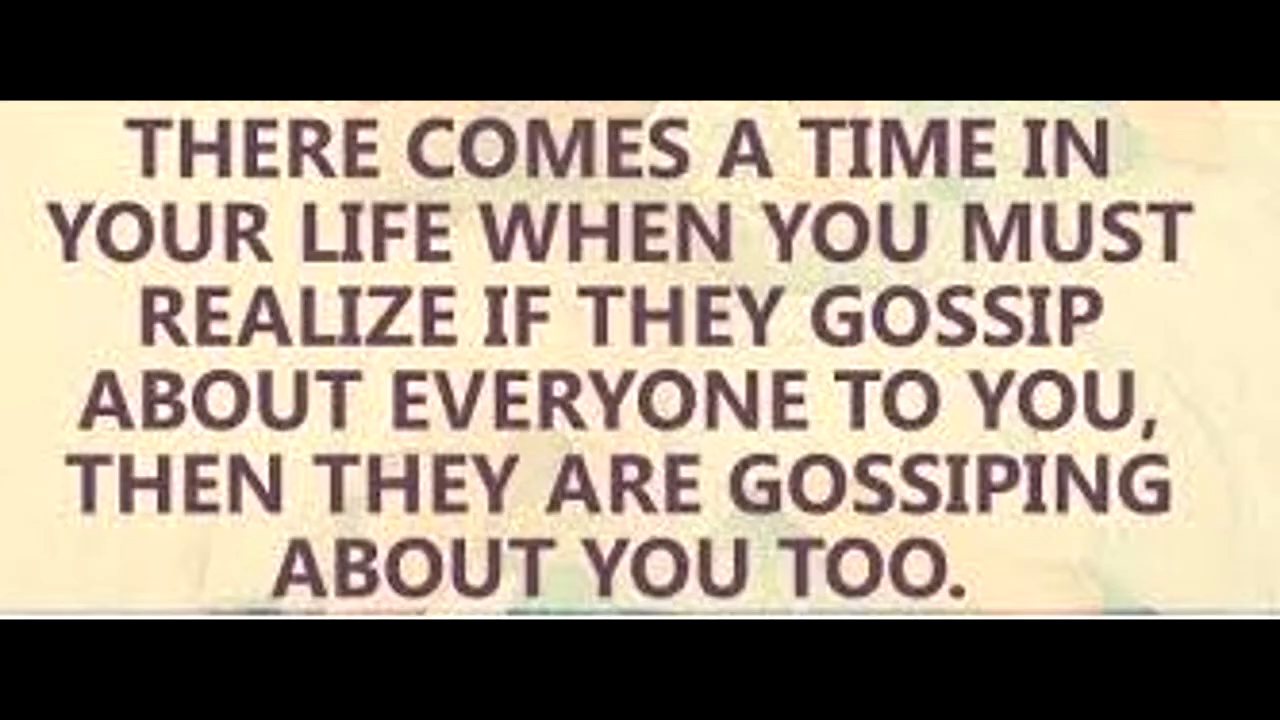 THERE COMES A TIME IN
YOUR LIFE WHEN YOU MUST
REALIZE IF THEY GOSSIP
ABOUT EVERYONE TO YOU,
THEN THEY ARE GOSSIPING
ABOUT YOU TOO.